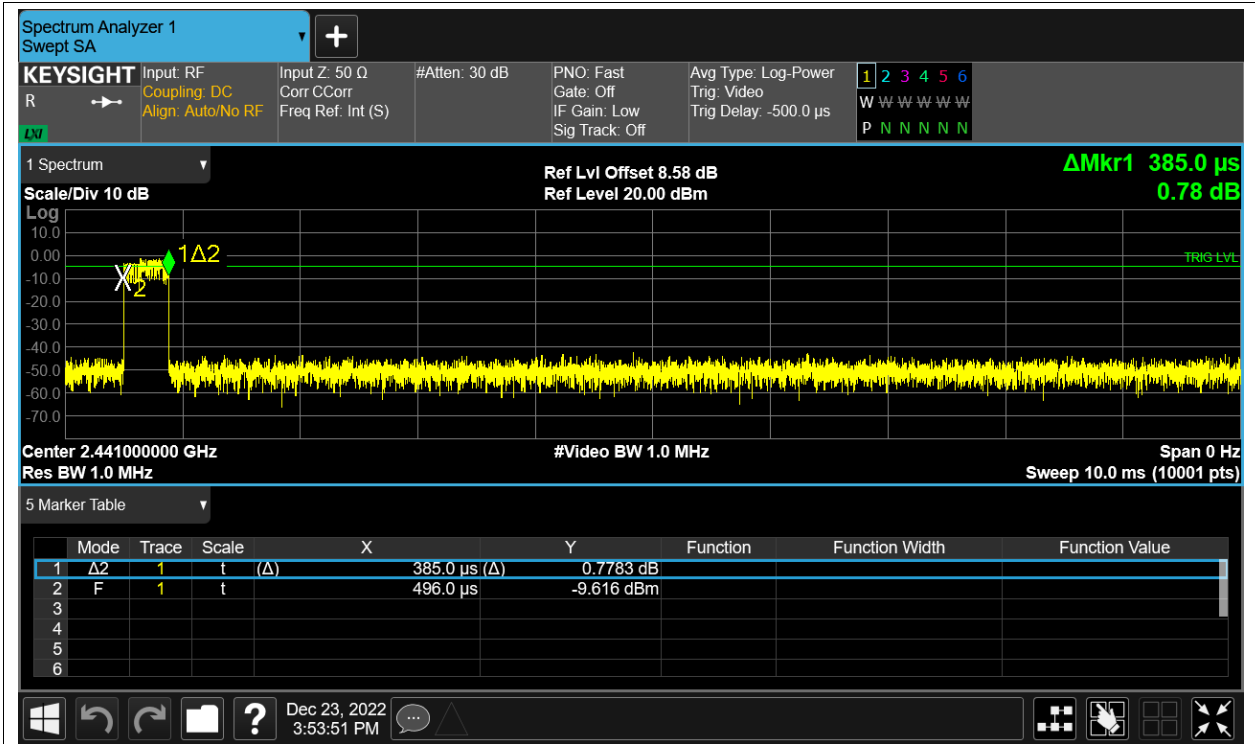 Spectrum Analyzer 1
Swept SA
KEYSIGHT Input: RF Input Z: 50 Ω #Atten: 30 dB PNO: Fast Avg Type: Log-Power 1 2 3 4 5 6
R Coupling: DC Corr CCorr Gate: Off Trig: Video W W W W W W
Align: Auto/No RF Freq Ref: Int (S) IF Gain: Low Trig Delay: -500.0 µs
LXI Sig Track: Off P N N N N N
1 Spectrum Ref Lvl Offset 8.58 dB ΔMkr1 385.0 µs
Scale/Div 10 dB Ref Level 20.00 dBm 0.78 dB
Log
10.0
0.00 1Δ2 TRIG LVL
-10.0 X 2
-20.0
-30.0
-40.0
-50.0
-60.0
-70.0
Center 2.441000000 GHz #Video BW 1.0 MHz Span 0 Hz
Res BW 1.0 MHz Sweep 10.0 ms (10001 pts)
5 Marker Table
Mode Trace Scale X Y Function Function Width Function Value
1 Δ2 1 t (Δ) 385.0 µs (Δ) 0.7783 dB
2 F 1 t 496.0 µs -9.616 dBm
3
4
5
6
? Dec 23, 2022
3:53:51 PM